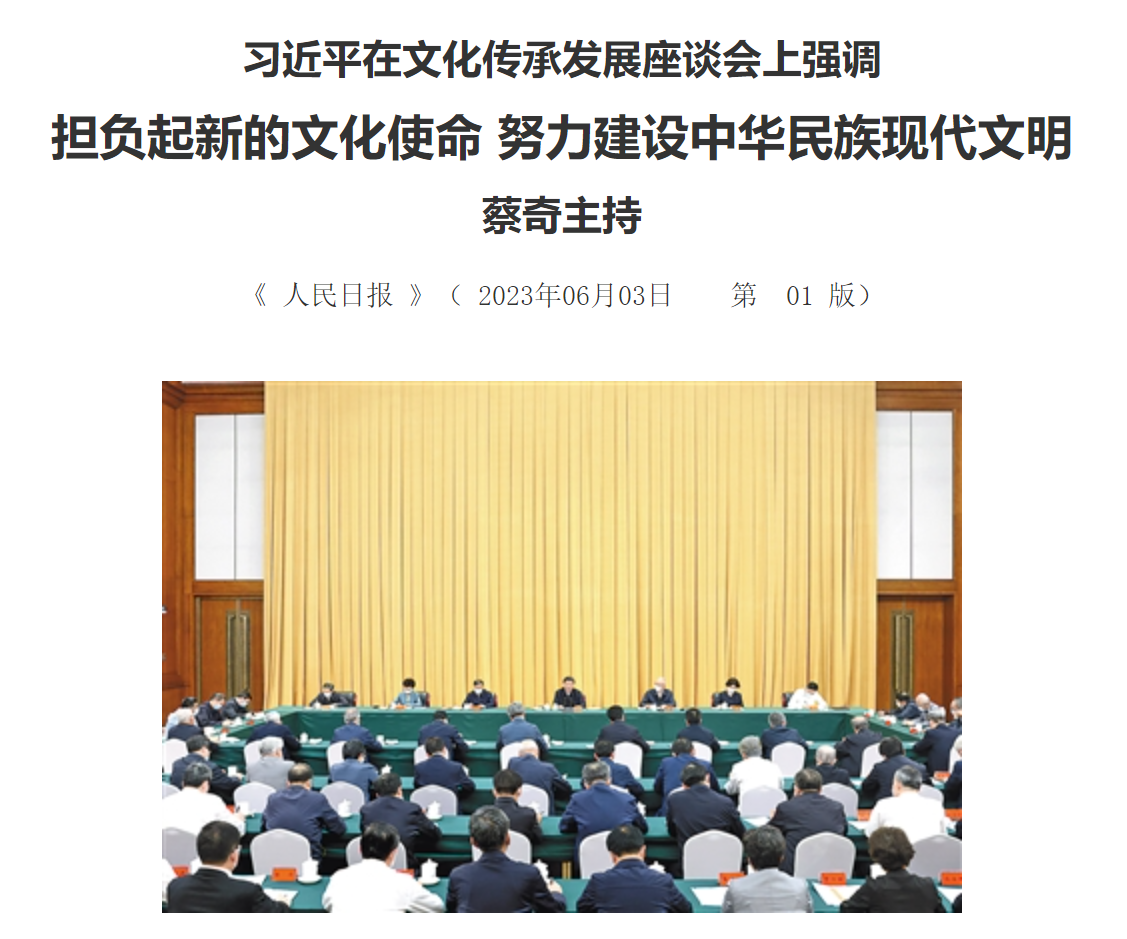 习近平在文化传承发展座谈会上强调
担负起新的文化使命 努力建设中华民族现代文明
蔡奇主持
《 人民日报 》（ 2023年06月03日 第 01 版）